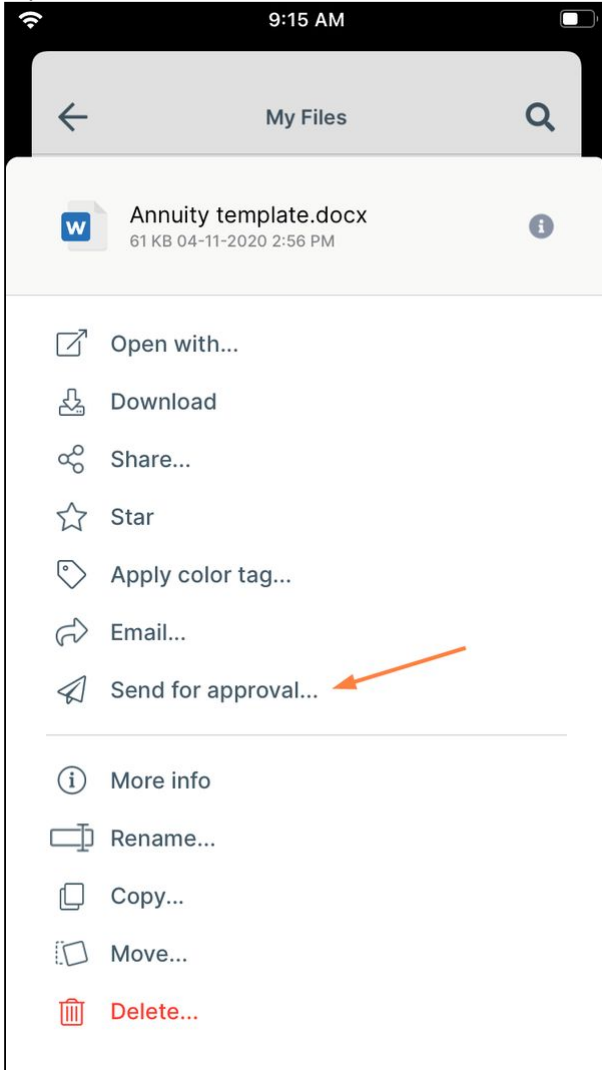 9:15 AM
My Files
W
Annuity template.docx
61 KB 04-11-2020 2:56 PM
Open with...
Download
Share...
Star
Apply color tag...
Email...
Send for approval...
More info
Rename...
Copy...
Move...
Delete...